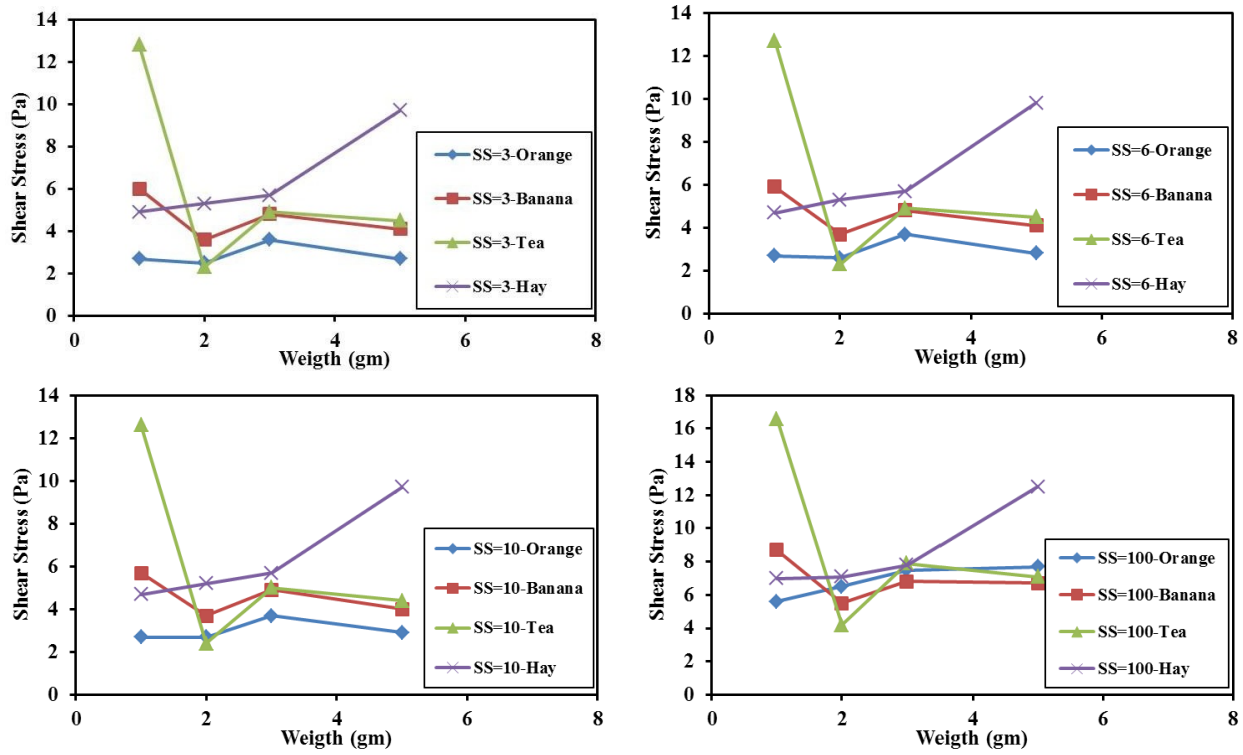 14
12
10
8
6
4
2
0
Shear Stress (Pa)
0 2 4 6 8
Weigth (gm)
SS=3-Orange
SS=3-Banana
SS=3-Tea
SS=3-Hay
14
12
10
8
6
4
2
0
Shear Stress (Pa)
0 2 4 6 8
Weigth (gm)
SS=6-Orange
SS=6-Banana
SS=6-Tea
SS=6-Hay
14
12
10
8
6
4
2
0
Shear Stress (Pa)
0 2 4 6 8
Weigth (gm)
SS=10-Orange
SS=10-Banana
SS=10-Tea
SS=10-Hay
18
16
14
12
10
8
6
4
2
0
Shear Stress (Pa)
0 2 4 6 8
Weigth (gm)
SS=100-Orange
SS=100-Banana
SS=100-Tea
SS=100-Hay